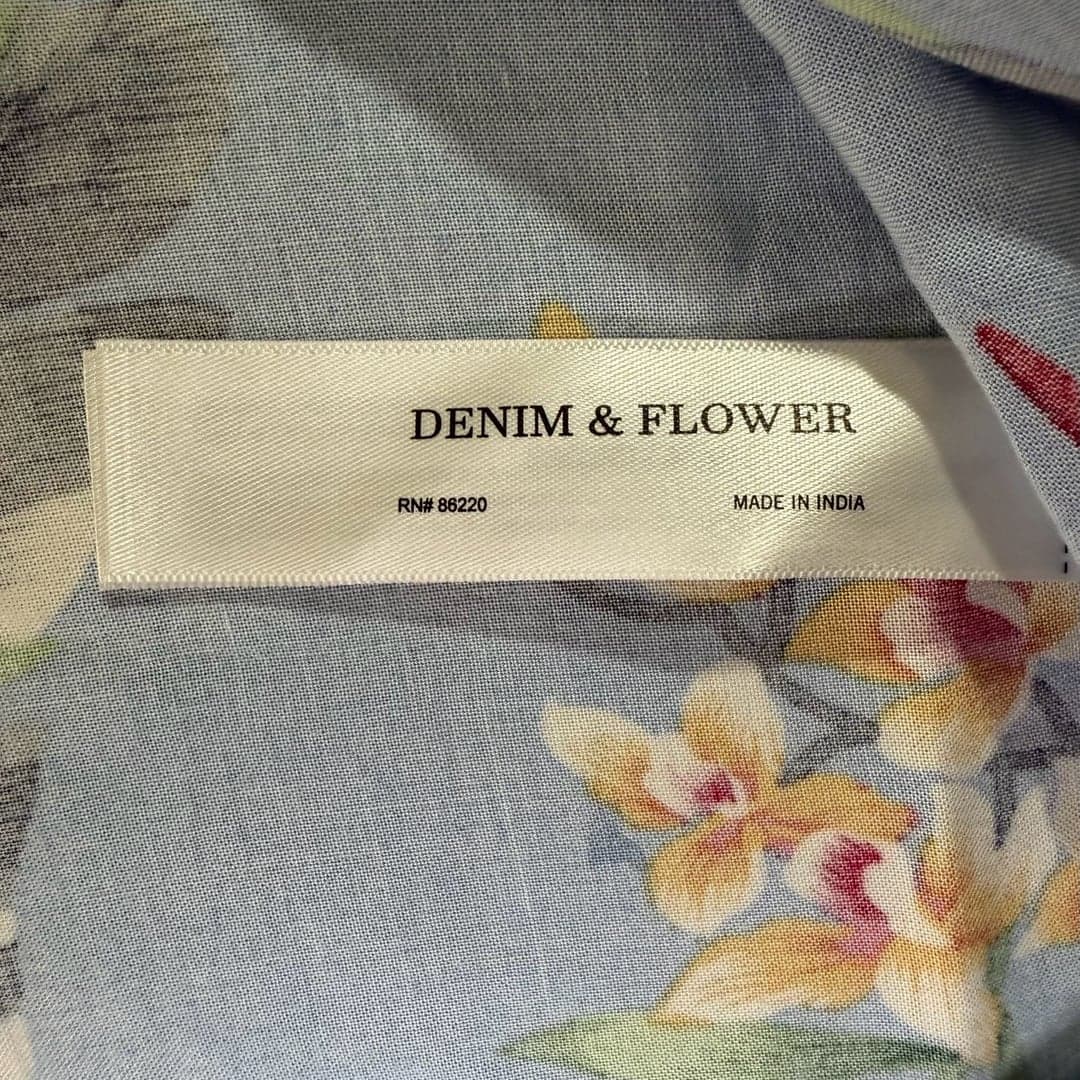 DENIM & FLOWER
RN# 86220 MADE IN INDIA